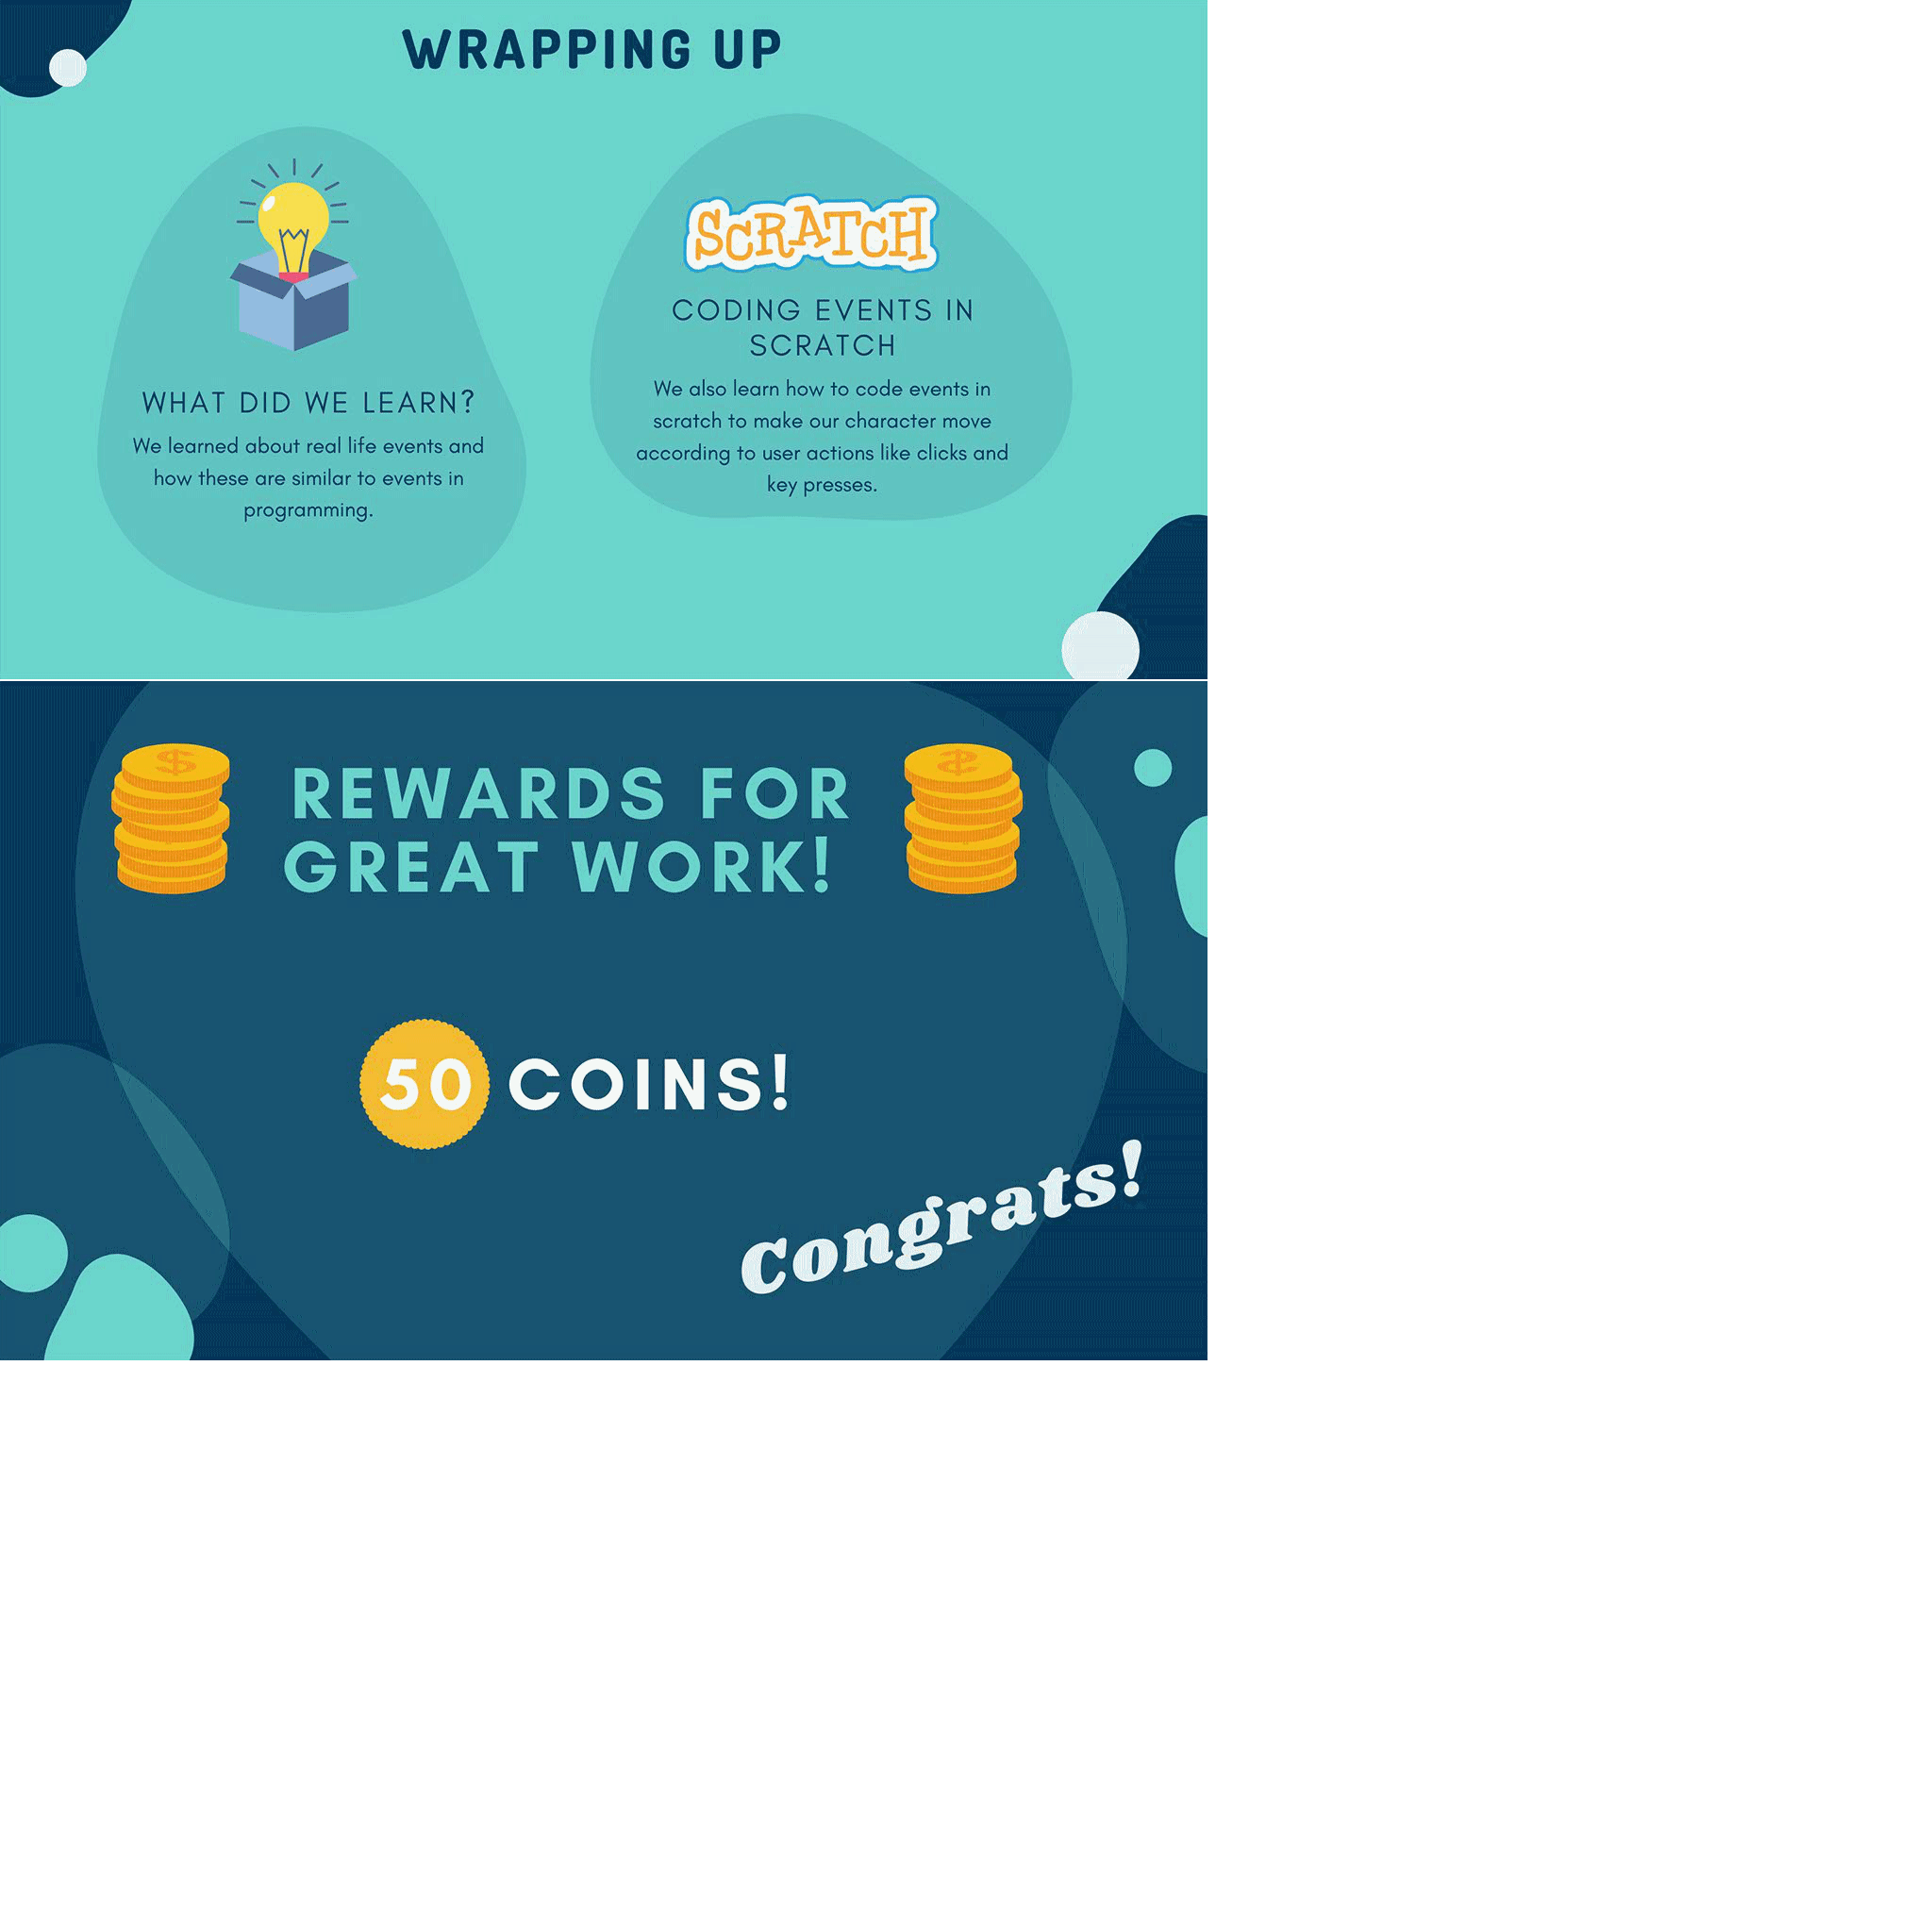 WRAPPING UP
WHAT DID WE LEARN?
We learned about real life events and
how these are similar to events in
programming.
SCRATCH
CODING EVENTS IN
SCRATCH
We also learn how to code events in
scratch to make our character move
according to user actions like clicks and
key presses.
$ $
REWARDS FOR
GREAT WORK!
50 COINS!
Congrats!